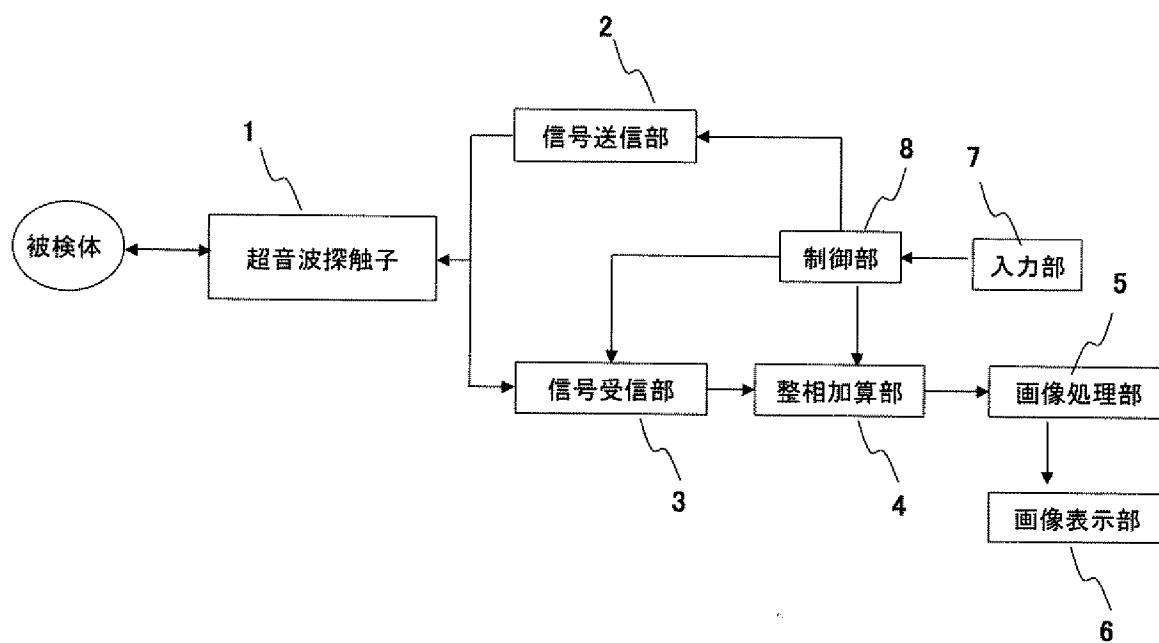 2
信号送信部
1
8
7
被検体
超音波探触子
制御部
入力部
5
信号受信部
整相加算部
画像処理部
3
4
画像表示部
6